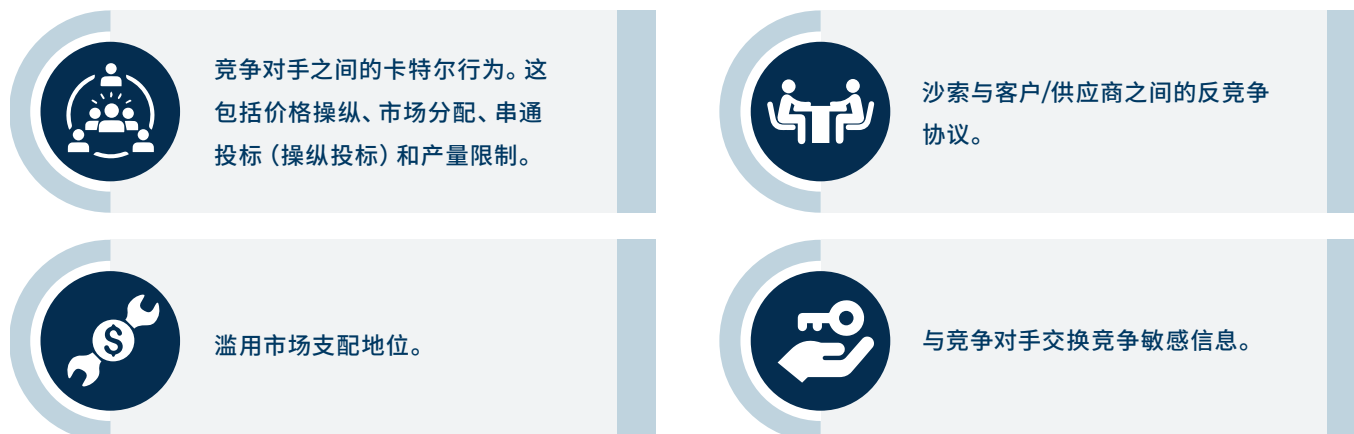 竞争对手之间的卡特尔行为。这
包括价格操纵、市场分配、串通
投标（操纵投标）和产量限制。
沙索与客户/供应商之间的反竞争
协议。
滥用市场支配地位。
与竞争对手交换竞争敏感信息。